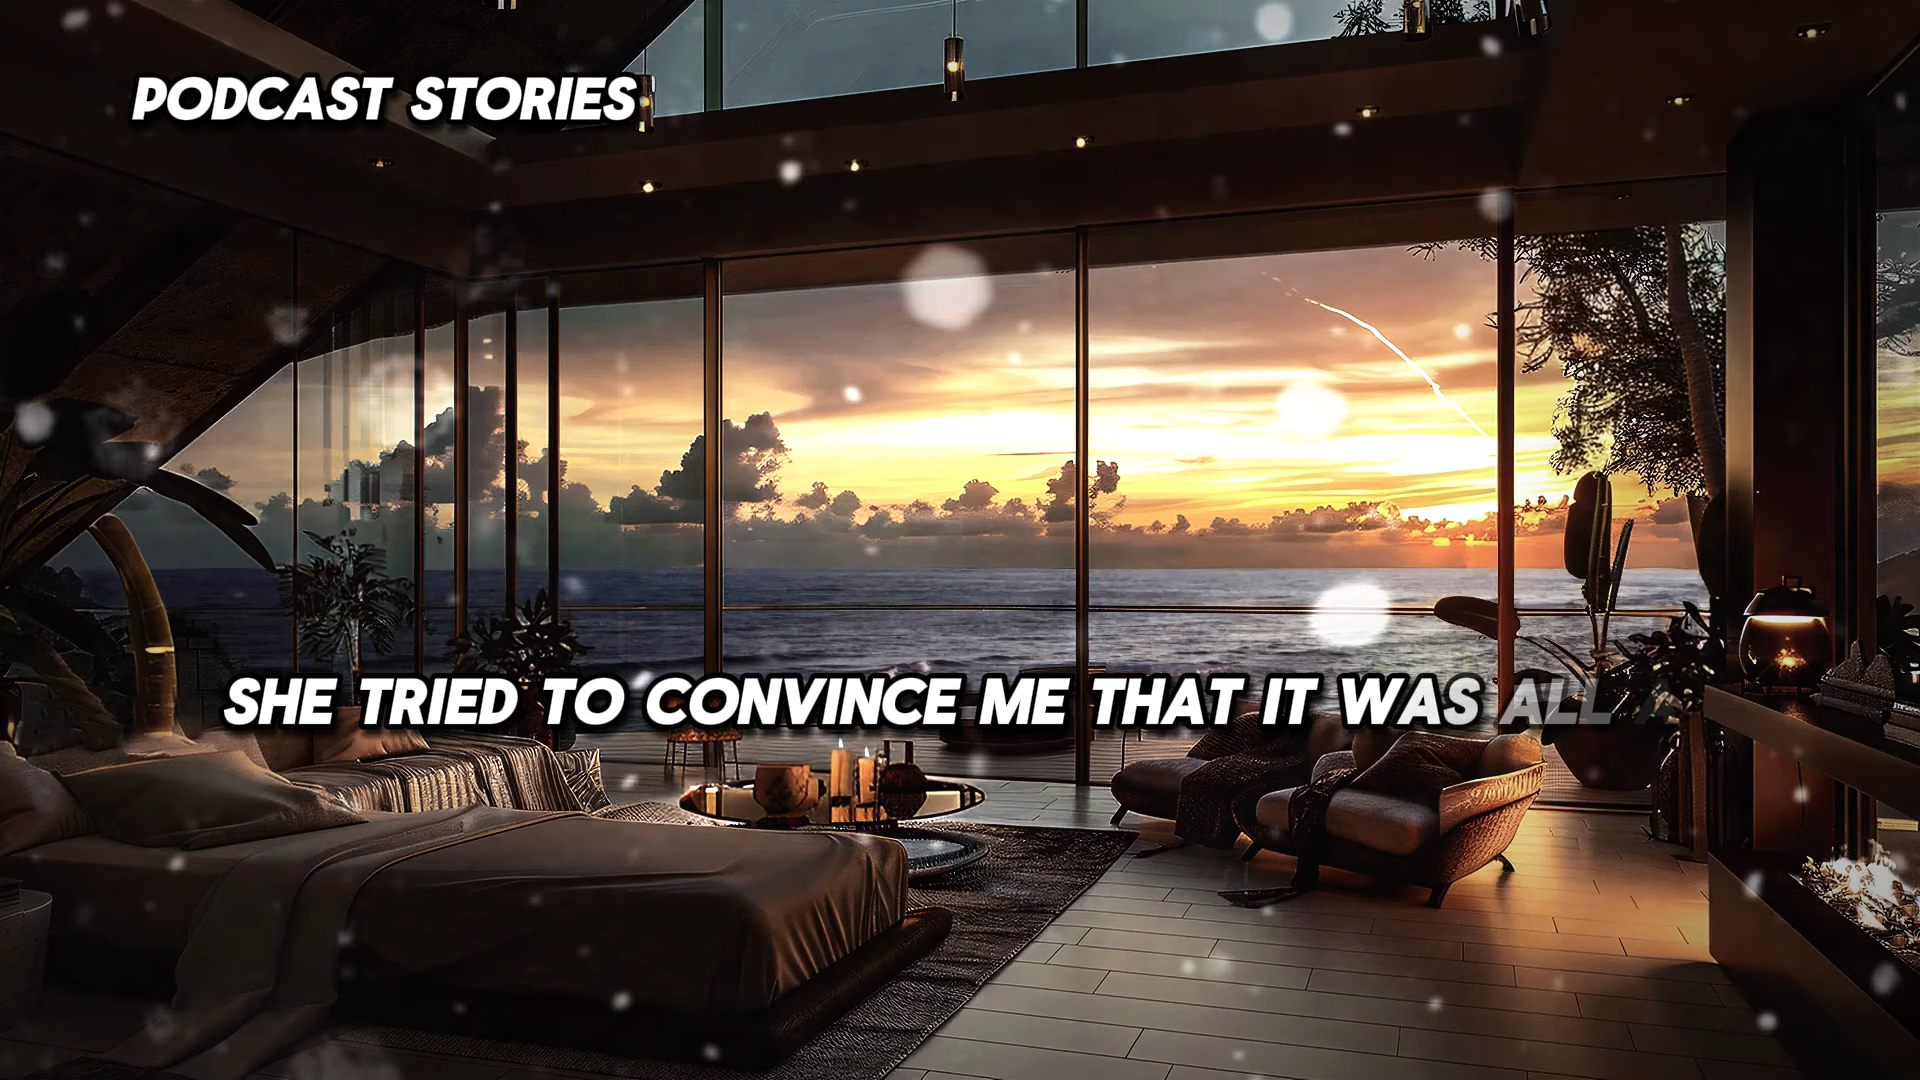 PODCAST STORIES
SHE TRIED TO CONVINCE ME THAT IT WAS ALL A